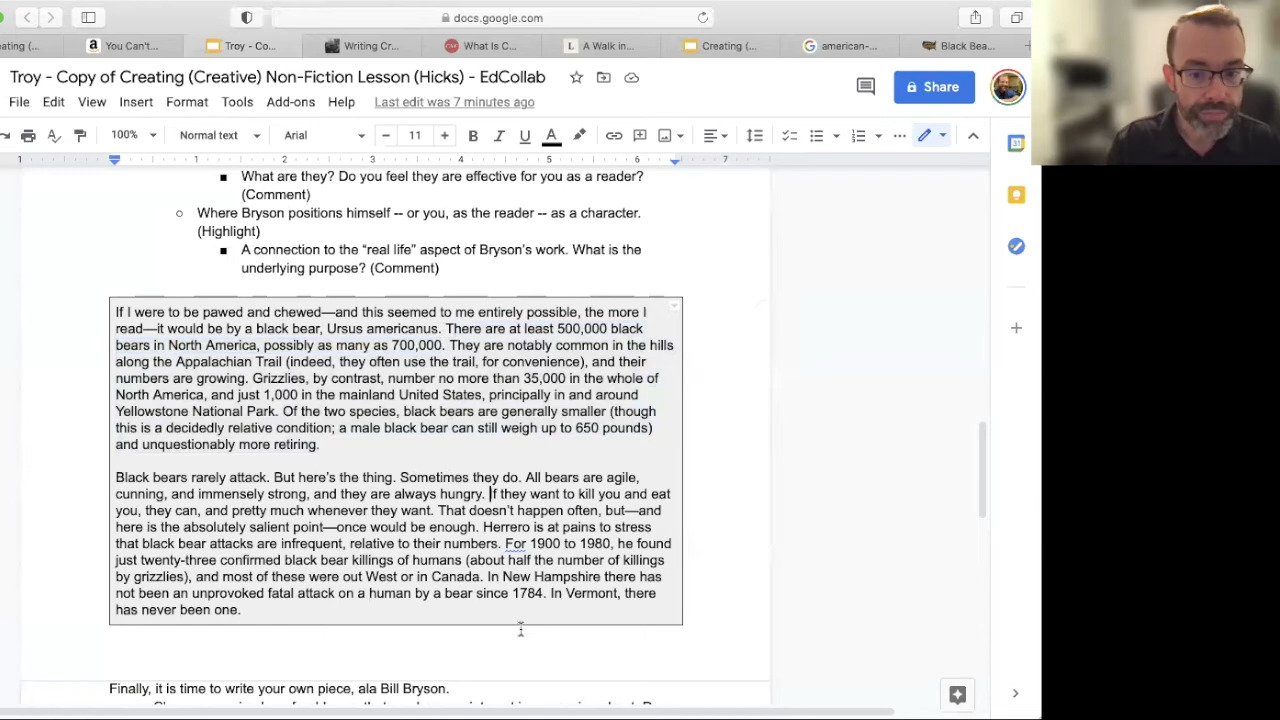 docs.google.com
eating (...
You Can't...
Troy - Co...
Writing Cr...
What Is C...
A Walk in...
Creating (...
american-...
Black Bea...
Troy - Copy of Creating (Creative) Non-Fiction Lesson (Hicks) - EdCollab
File Edit View Insert Format Tools Add-ons Help Last edit was 7 minutes ago
Share
100% Normal text Arial 11
1 1 2 3 4 5 6 7
What are they? Do you feel they are effective for you as a reader?
(Comment)
Where Bryson positions himself -- or you, as the reader -- as a character.
(Highlight)
A connection to the “real life” aspect of Bryson’s work. What is the
underlying purpose? (Comment)
If I were to be pawed and chewed—and this seemed to me entirely possible, the more I
read—it would be by a black bear, Ursus americanus. There are at least 500,000 black
bears in North America, possibly as many as 700,000. They are notably common in the hills
along the Appalachian Trail (indeed, they often use the trail, for convenience), and their
numbers are growing. Grizzlies, by contrast, number no more than 35,000 in the whole of
North America, and just 1,000 in the mainland United States, principally in and around
Yellowstone National Park. Of the two species, black bears are generally smaller (though
this is a decidedly relative condition; a male black bear can still weigh up to 650 pounds)
and unquestionably more retiring.
Black bears rarely attack. But here’s the thing. Sometimes they do. All bears are agile,
cunning, and immensely strong, and they are always hungry. If they want to kill you and eat
you, they can, and pretty much whenever they want. That doesn’t happen often, but—and
here is the absolutely salient point—once would be enough. Herrero is at pains to stress
that black bear attacks are infrequent, relative to their numbers. For 1900 to 1980, he found
just twenty-three confirmed black bear killings of humans (about half the number of killings
by grizzlies), and most of these were out West or in Canada. In New Hampshire there has
not been an unprovoked fatal attack on a human by a bear since 1784. In Vermont, there
has never been one.
Finally, it is time to write your own piece, ala Bill Bryson.